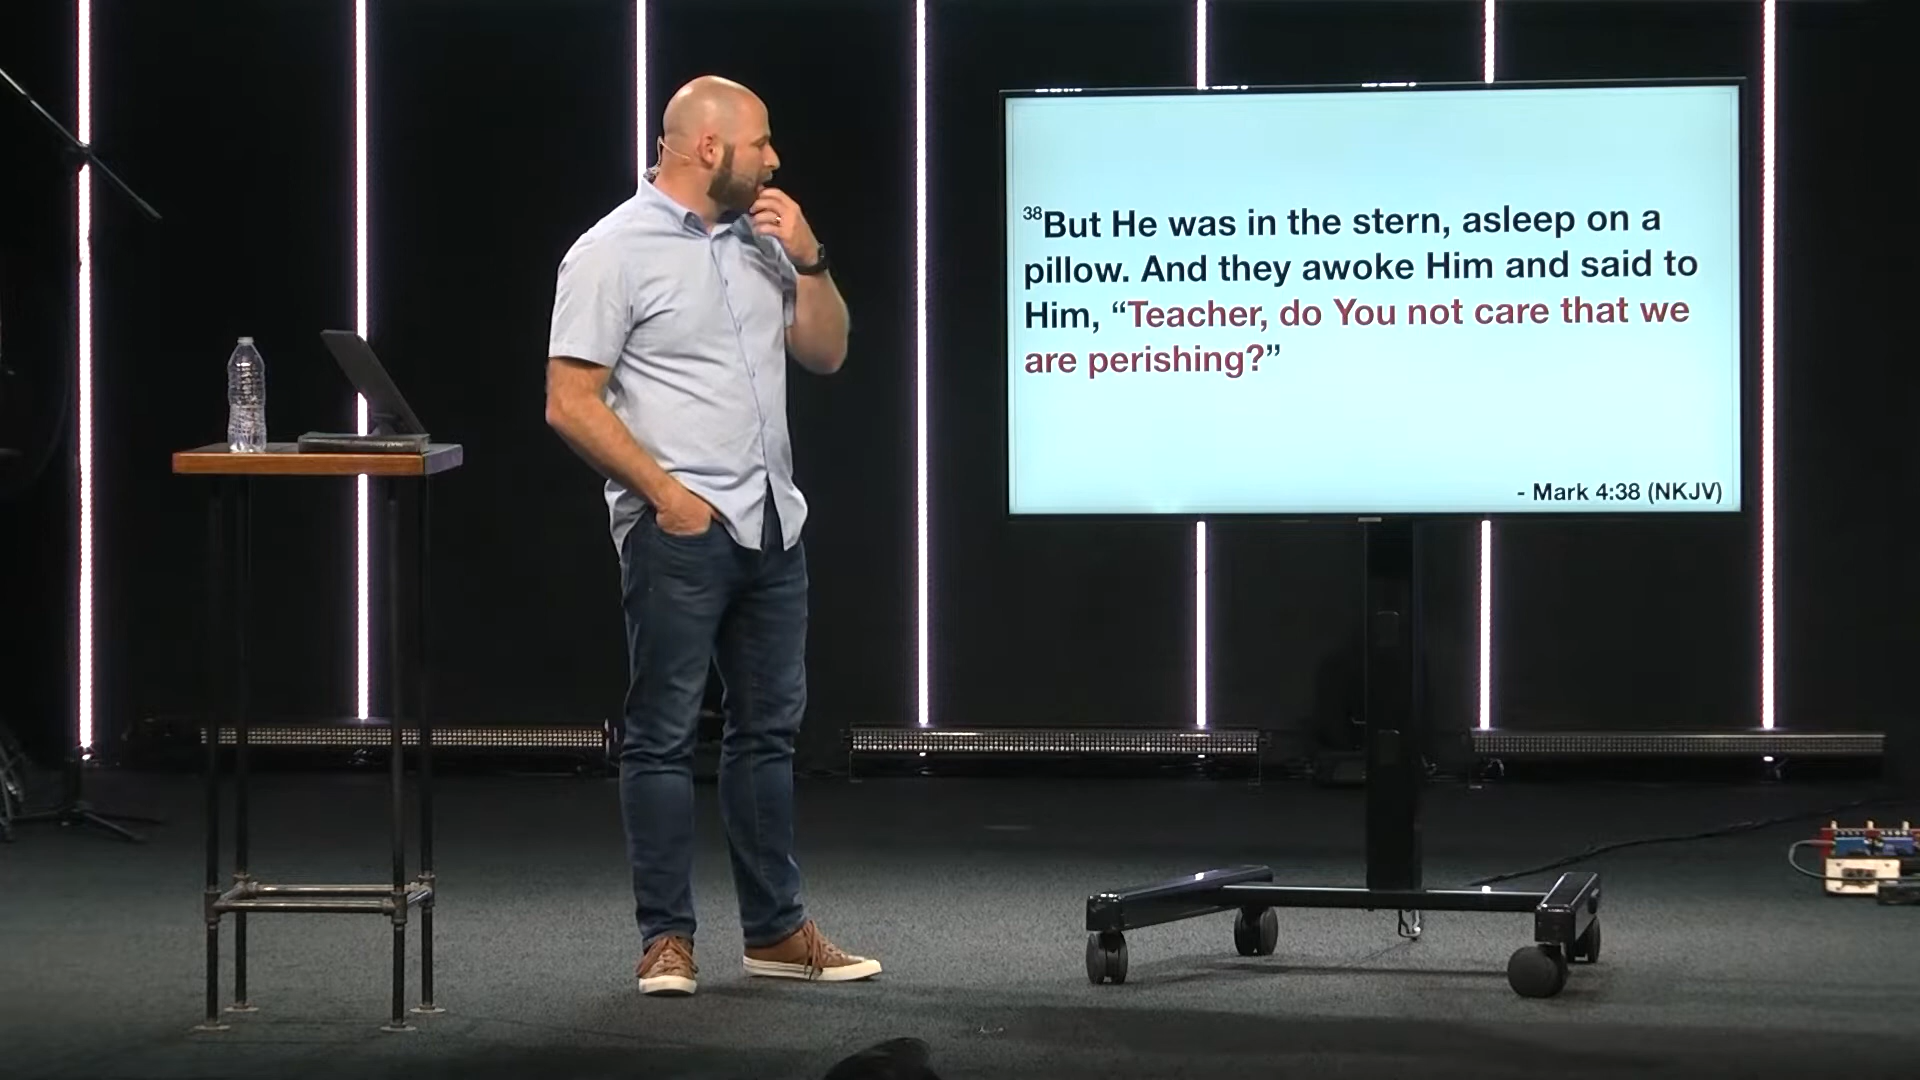 ³⁸But He was in the stern, asleep on a
pillow. And they awoke Him and said to
Him, “Teacher, do You not care that we
are perishing?”
- Mark 4:38 (NKJV)